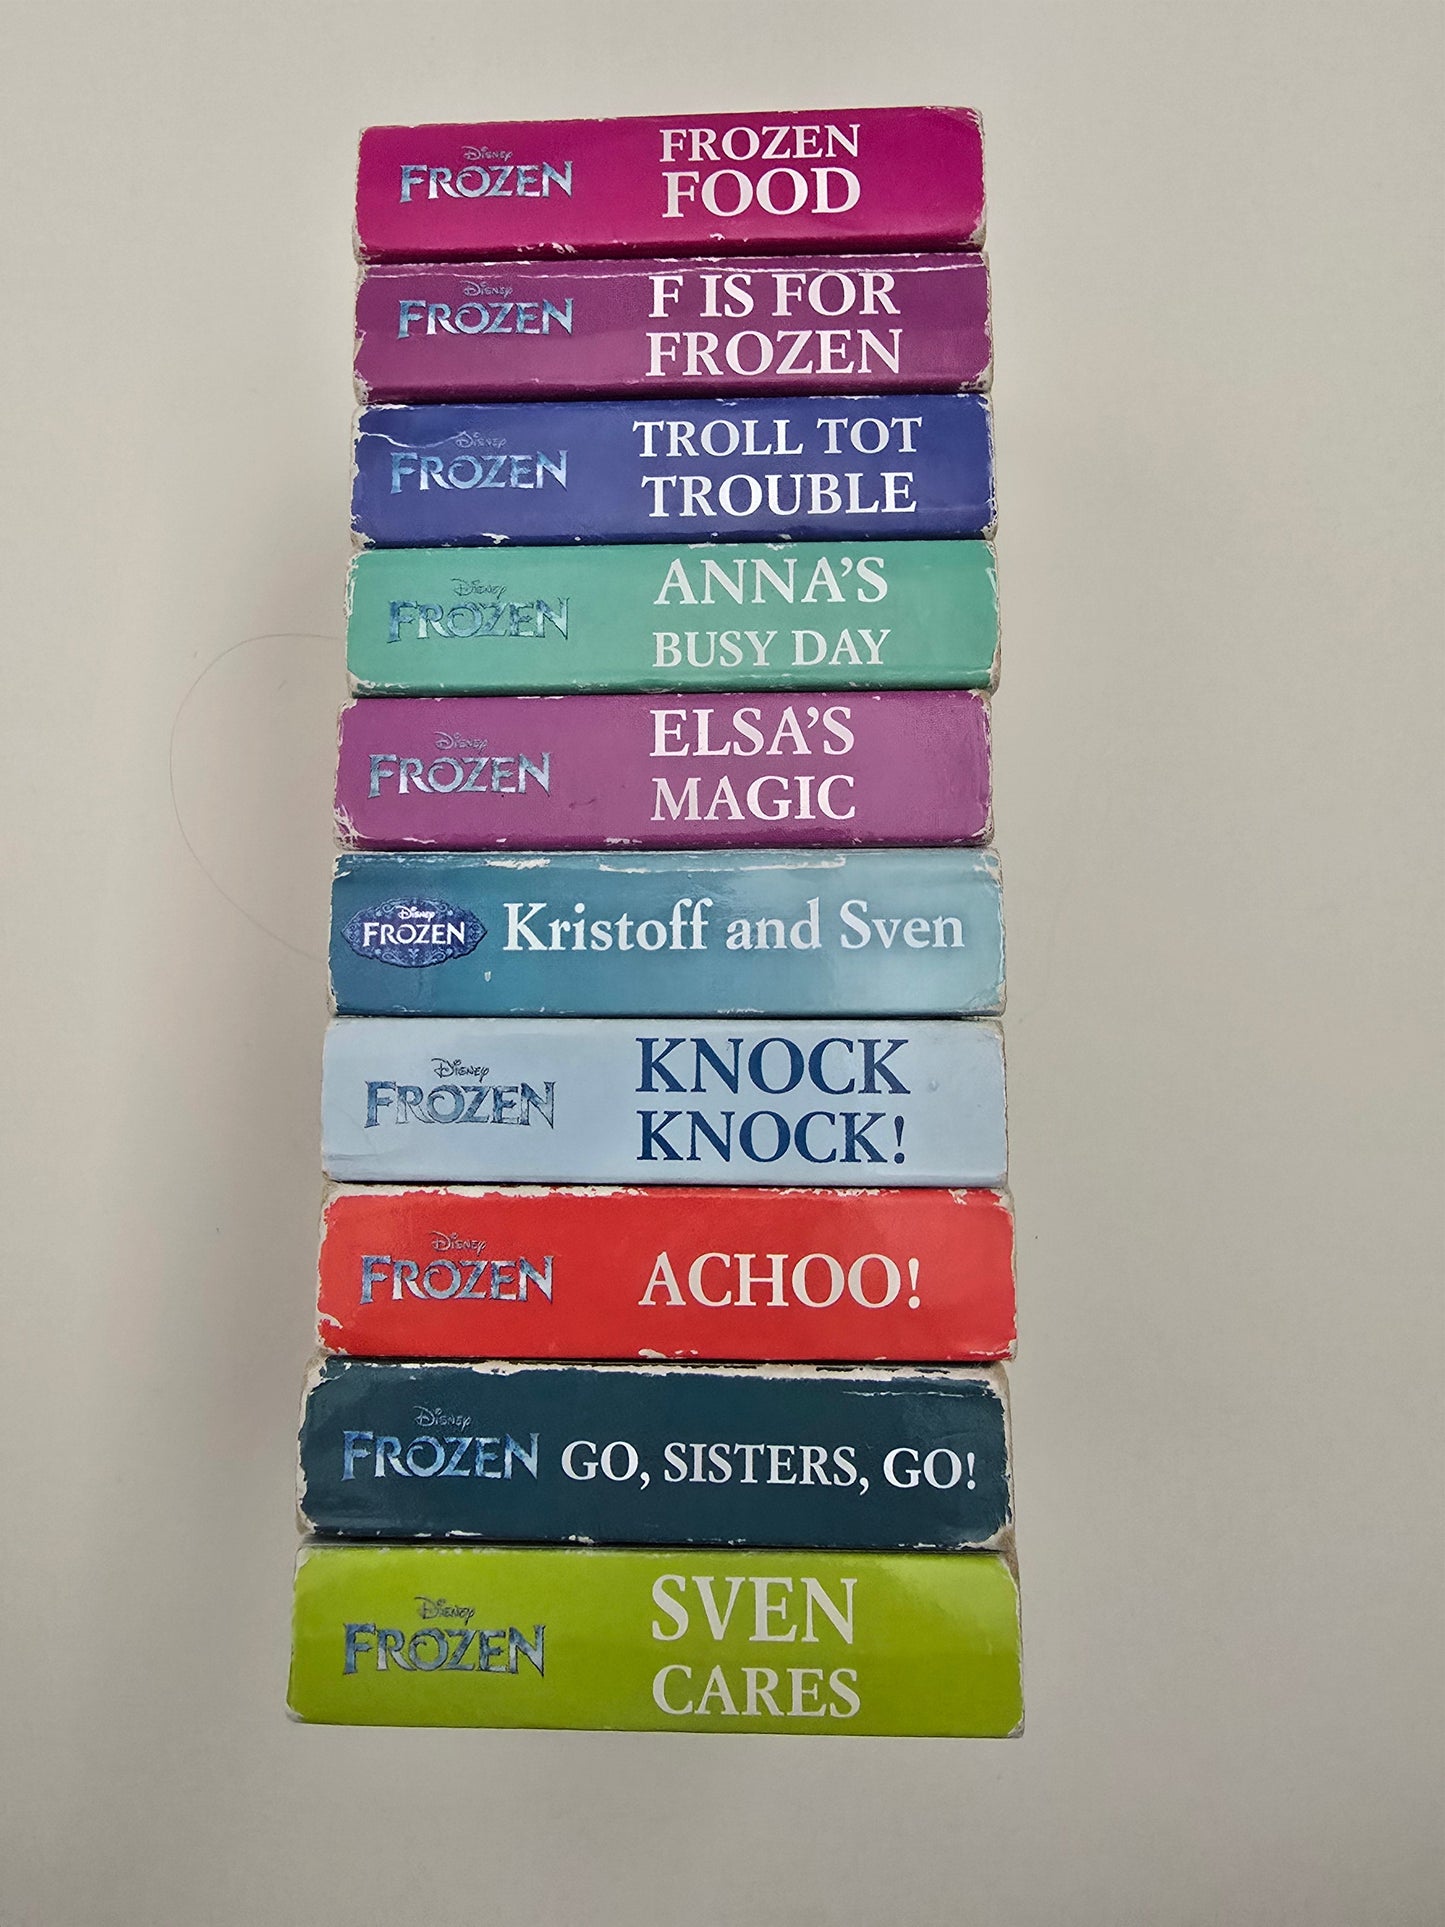 Disney
FROZEN
FROZEN
FOOD
Disney
FROZEN
F IS FOR
FROZEN
Disney
FROZEN
TROLL TOT
TROUBLE
Disney
FROZEN
ANNA'S
BUSY DAY
Disney
FROZEN
ELSA'S
MAGIC
Disney
FROZEN
Kristoff and Sven
Disney
FROZEN
KNOCK
KNOCK!
Disney
FROZEN
ACHOO!
Disney
FROZEN
GO, SISTERS, GO!
Disney
FROZEN
SVEN
CARES